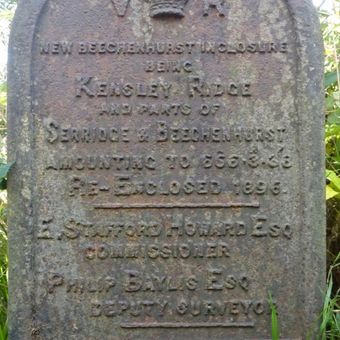 V R
NEW BEECHENHURST INCLOSURE
BEING
KENSLEY RIDGE
AND PARTS OF
SERRIDGE & BEECHENHURST
AMOUNTING TO
RE-ENCLOSED 1896.
E. STAFFORD HOWARD ESQ
COMMISSIONER
PHILIP BAYLIS ESQ
DEPUTY SURVEYOR